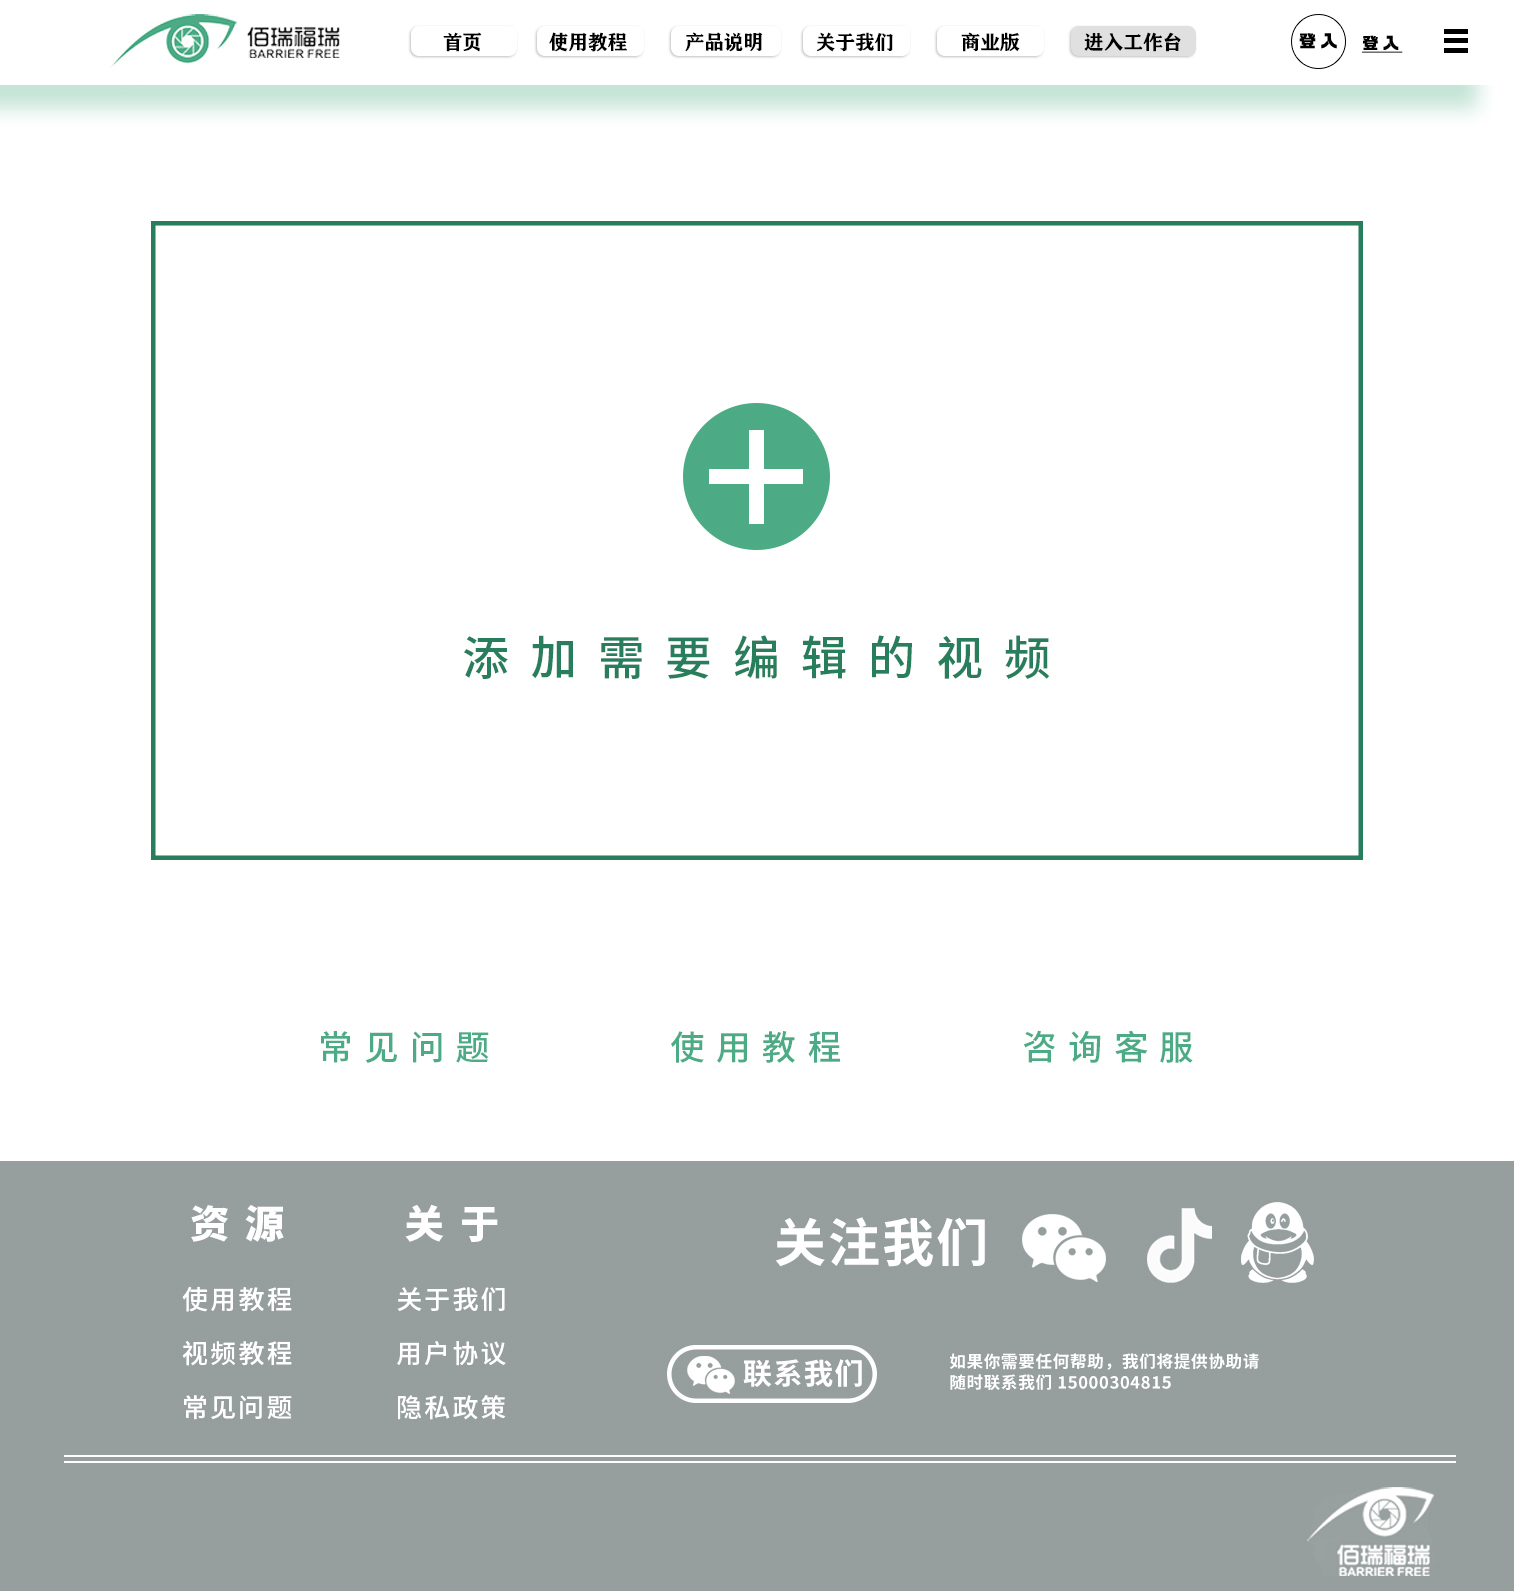 佰瑞福瑞
BARRIER FREE
首页 使用教程 产品说明 关于我们 商业版 进入工作台 登入 登入
添加需要编辑的视频
常见问题 使用教程 咨询客服
资源 关于
使用教程 关于我们
视频教程 用户协议
常见问题 隐私政策
关注我们
联系我们
如果你需要任何帮助，我们将提供协助请
随时联系我们 15000304815
佰瑞福瑞
BARRIER FREE